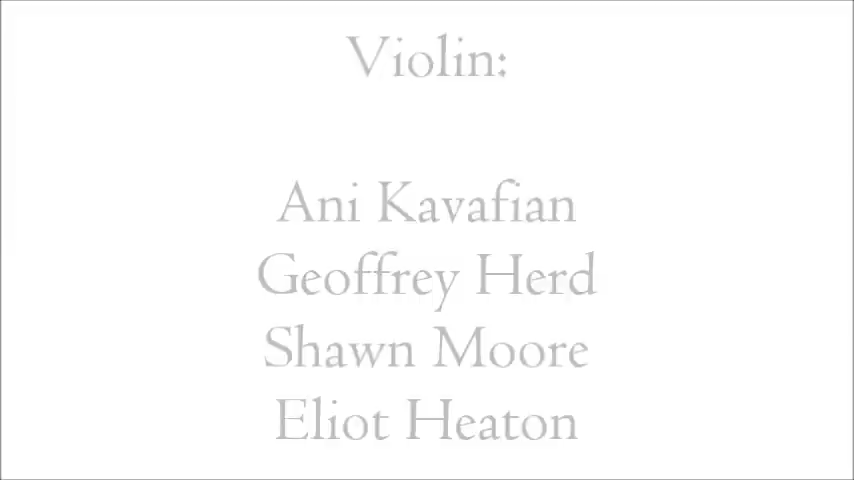 Violin:
Ani Kavafian
Geoffrey Herd
Shawn Moore
Eliot Heaton